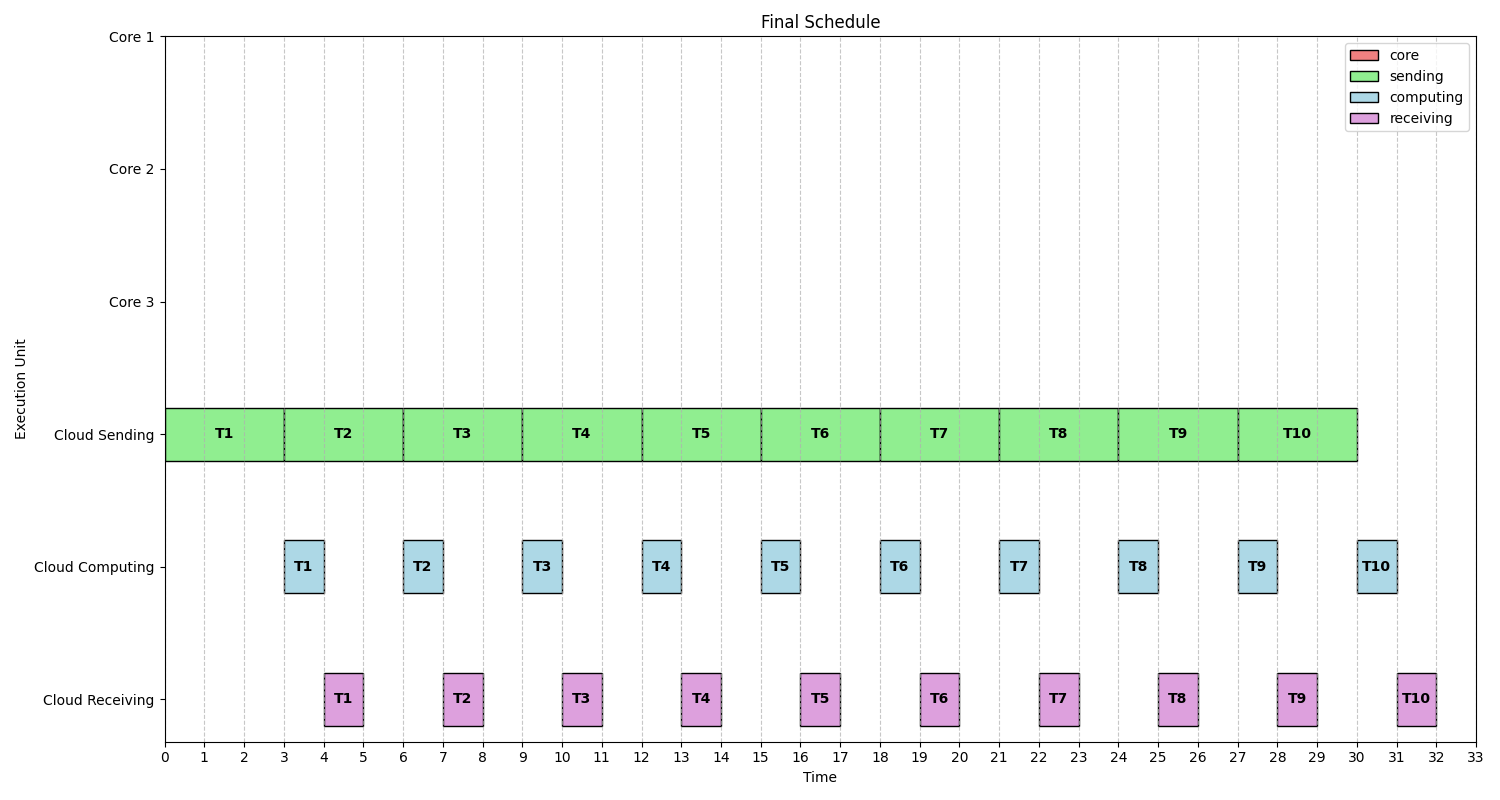 Final Schedule
core
sending
computing
receiving
Execution Unit
Core 1
Core 2
Core 3
Cloud Sending
T1 T2 T3 T4 T5 T6 T7 T8 T9 T10
Cloud Computing
T1 T2 T3 T4 T5 T6 T7 T8 T9 T10
Cloud Receiving
T1 T2 T3 T4 T5 T6 T7 T8 T9 T10
0 1 2 3 4 5 6 7 8 9 10 11 12 13 14 15 16 17 18 19 20 21 22 23 24 25 26 27 28 29 30 31 32 33
Time